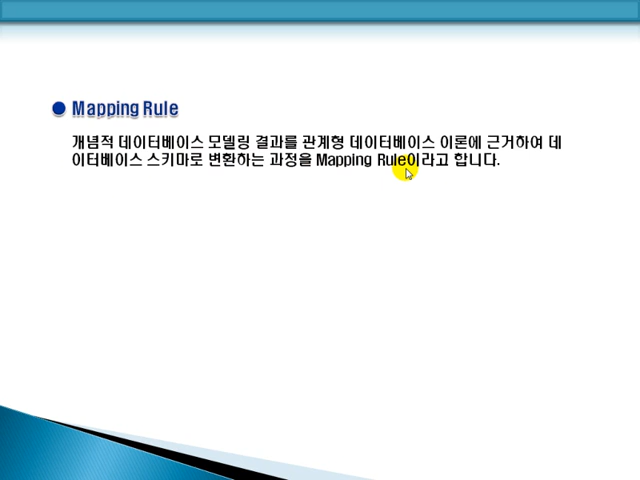 Mapping Rule
개념적 데이터베이스 모델링 결과를 관계형 데이터베이스 이론에 근거하여 데
이터베이스 스키마로 변환하는 과정을 Mapping Rule이라고 합니다.